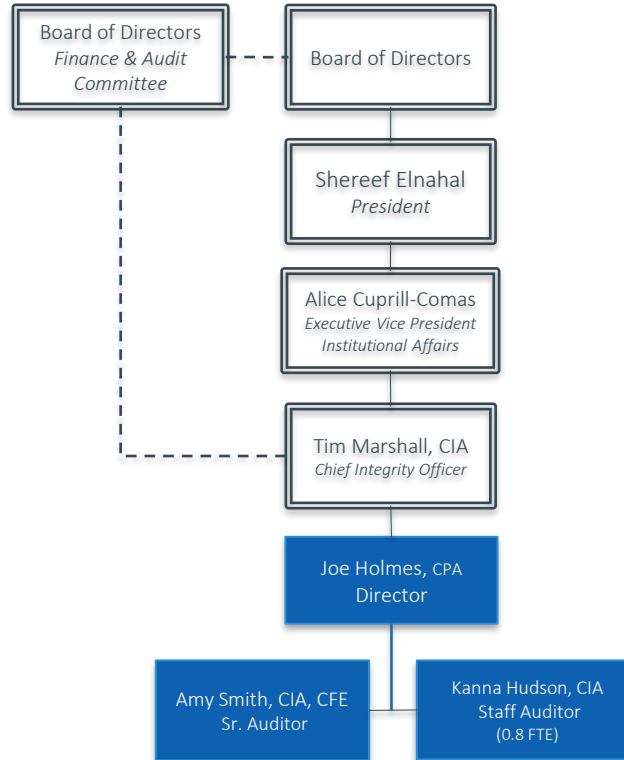 Board of Directors
Finance & Audit
Committee
Board of Directors
Shereef Elnahal
President
Alice Cuprill-Comas
Executive Vice President
Institutional Affairs
Tim Marshall, CIA
Chief Integrity Officer
Joe Holmes, CPA
Director
Amy Smith, CIA, CFE
Sr. Auditor
Kanna Hudson, CIA
Staff Auditor
(0.8 FTE)